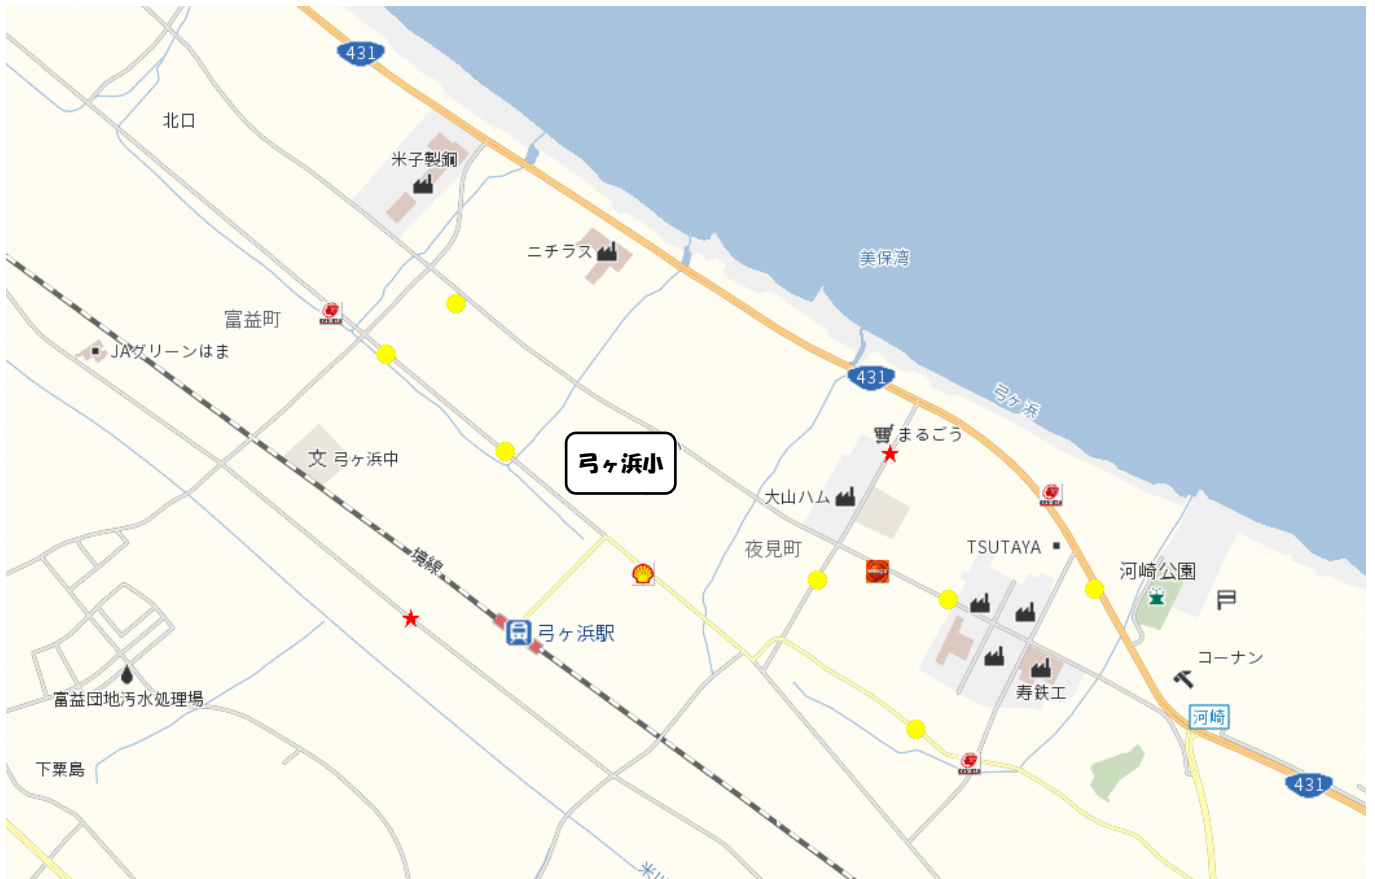 431
北口
米子製鋼
ニチラス
美保湾
富益町
JAグリーンはま
431
弓ヶ浜
まるごう
弓ヶ浜小
弓ヶ浜中
大山ハム
夜見町
TSUTAYA
境線
河崎公園
弓ヶ浜駅
コーナン
富益団地汚水処理場
寿鉄工
河崎
下粟島
431
米川